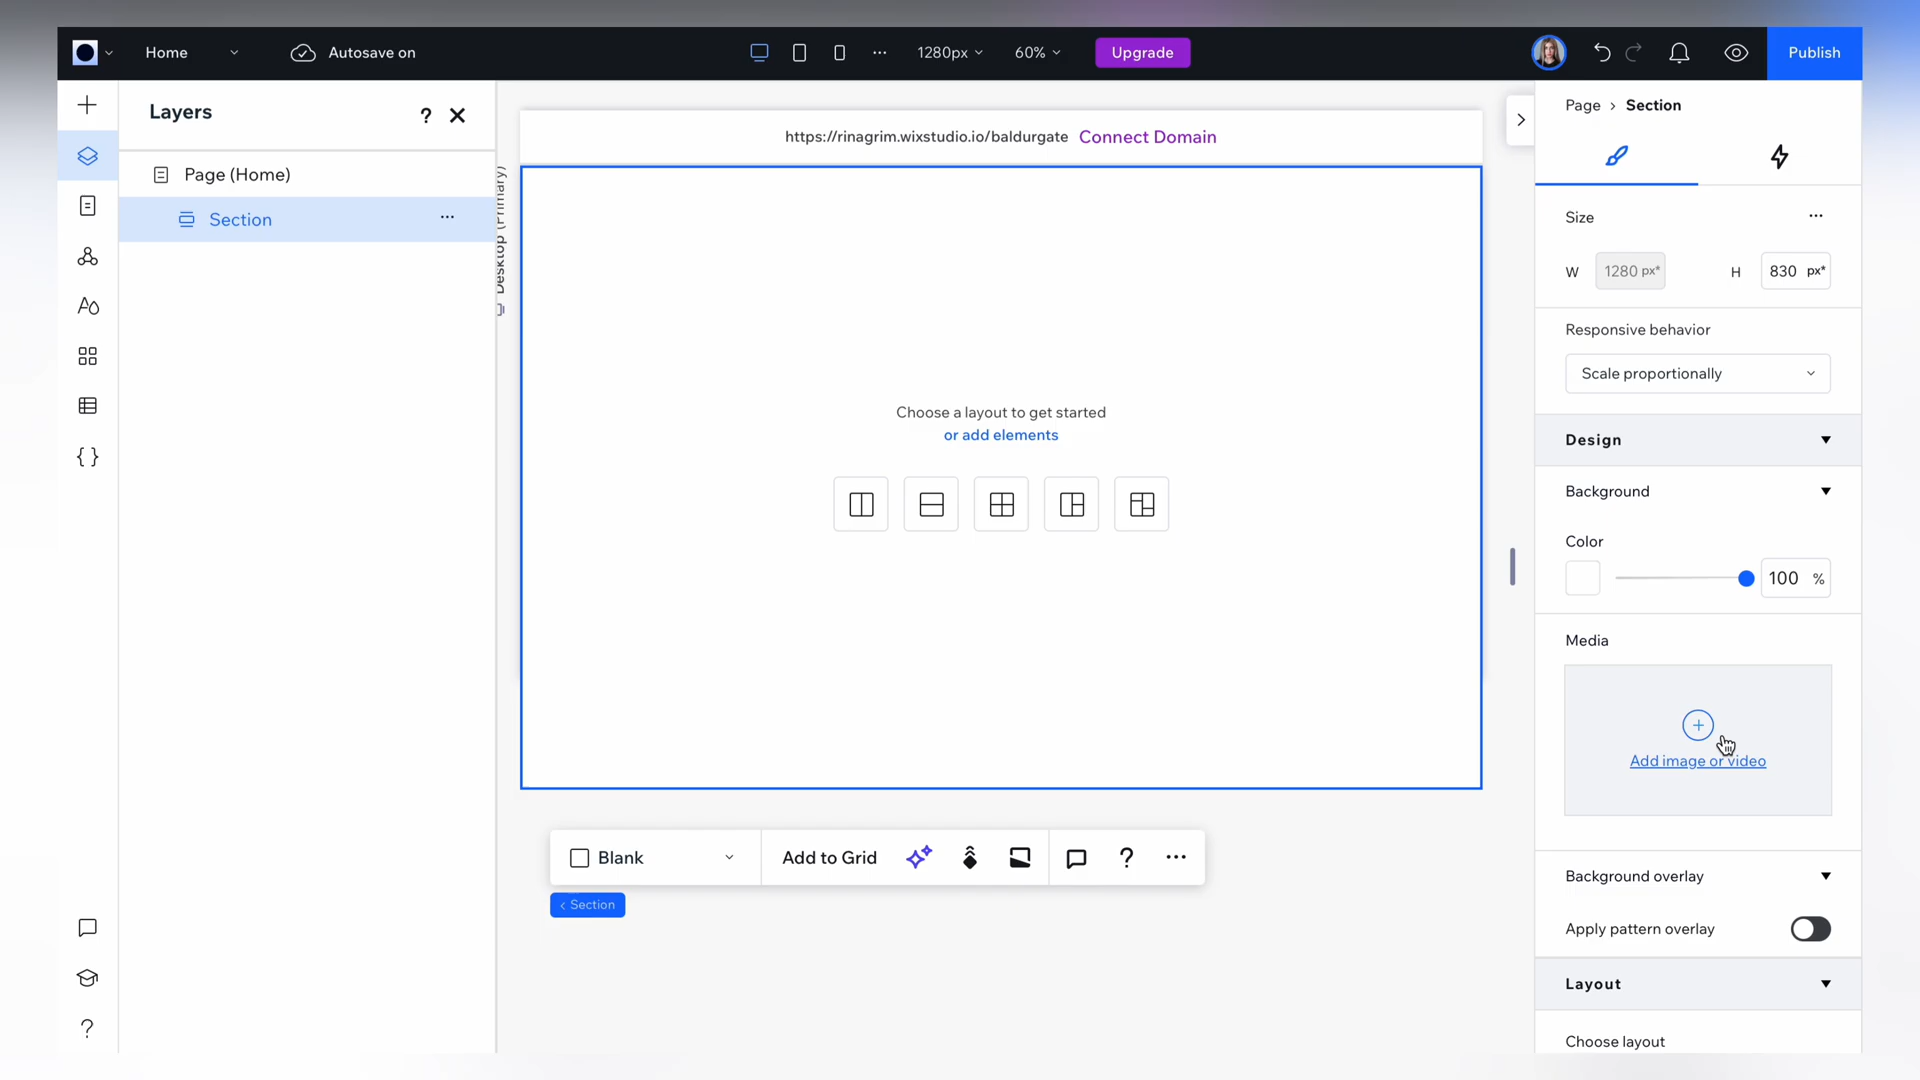 Home
Autosave on
1280px
60%
Upgrade
Publish
Layers
?
Page (Home)
Section
Desktop (Primary)
https://rinagrim.wixstudio.io/baldurgate Connect Domain
Choose a layout to get started
or add elements
Blank
Add to Grid
?
< Section
?
Page > Section
Size
W 1280 px*
H 830 px*
Responsive behavior
Scale proportionally
Design
Background
Color
100 %
Media
Add image or video
Background overlay
Apply pattern overlay
Layout
Choose layout